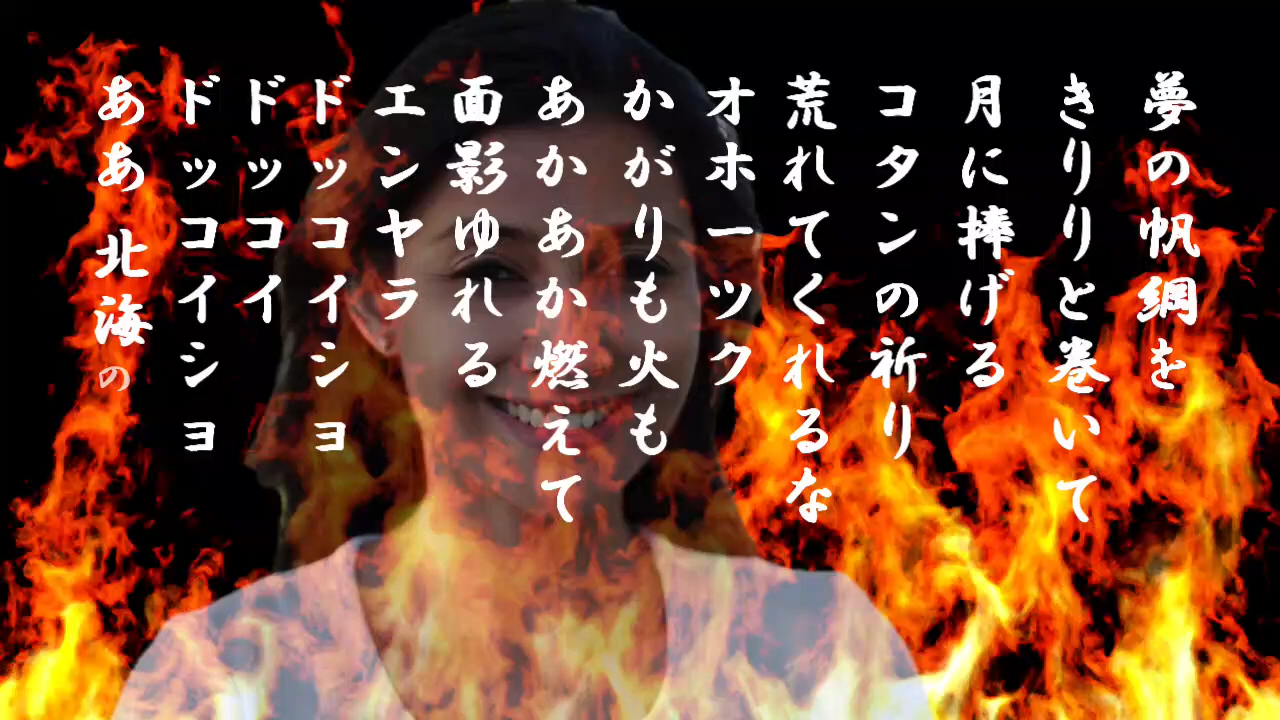 夢の帆綱を
きりりと巻いて
月に捧げる
コタンの祈り
荒れてくれるな
オホーツク
かがりも火も
あかあか燃えて
面影ゆれる
エンヤラ
ドッコイショ
ドッコイ
ドッコイショ
ああ 北海の